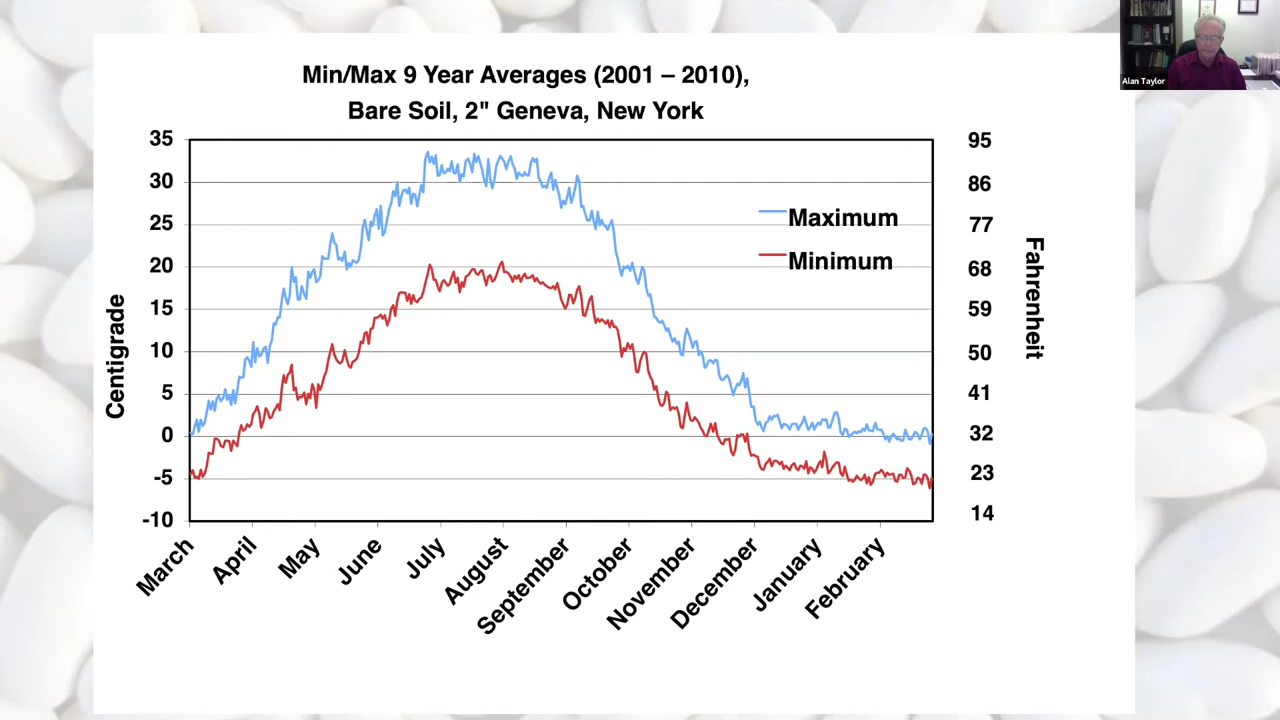 Alan Taylor
Min/Max 9 Year Averages (2001 – 2010),
Bare Soil, 2" Geneva, New York
Centigrade
35
30
25
20
15
10
5
0
-5
-10
Maximum
Minimum
95
86
77
68
59
50
41
32
23
14
Fahrenheit
March
April
May
June
July
August
September
October
November
December
January
February